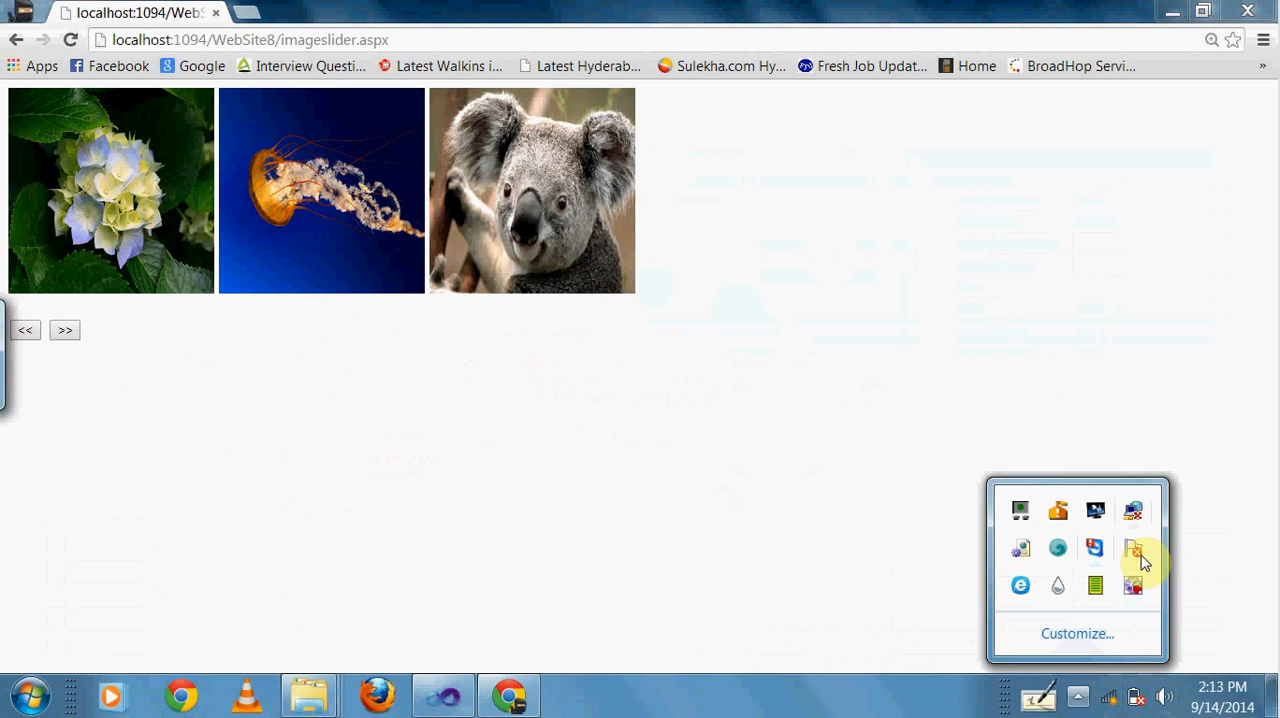 localhost:1094/WebS
localhost:1094/WebSite8/imageslider.aspx
Apps Facebook Google Interview Questi... Latest Walkins i... Latest Hyderab... Sulekha.com Hy... Fresh Job Updat... Home BroadHop Servi... »
<< >>
Customize...
2:13 PM
9/14/2014